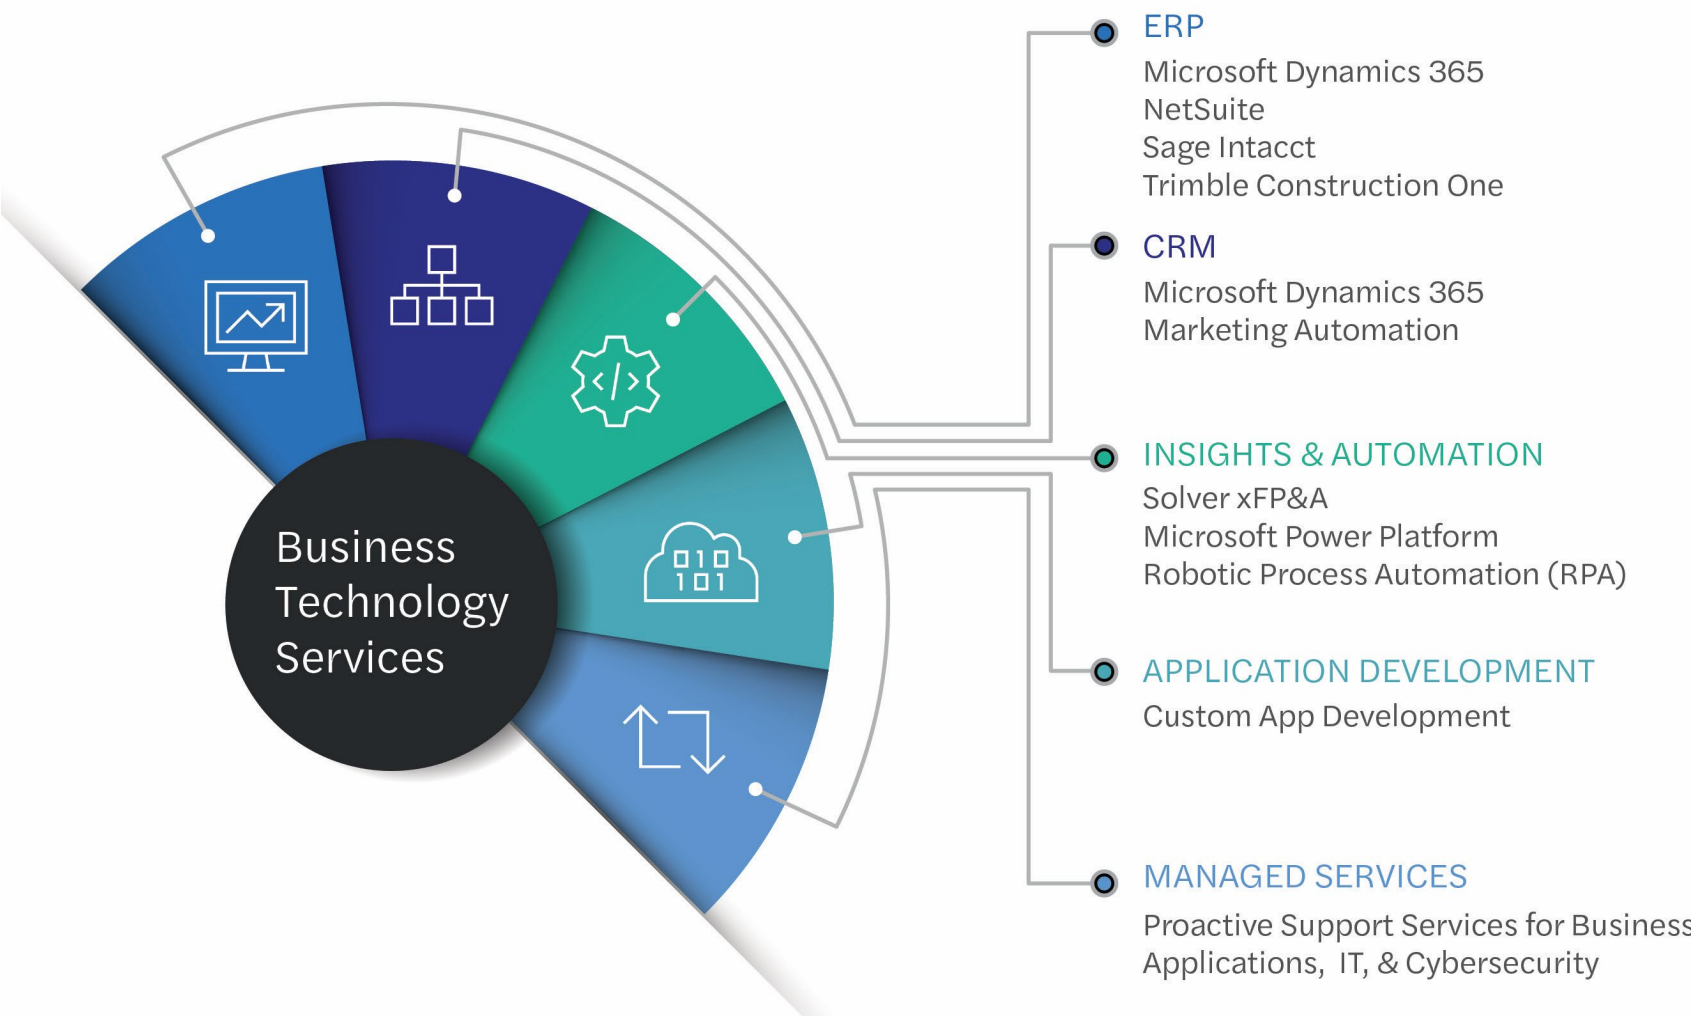 Business
Technology
Services
010
101
</>
ERP
Microsoft Dynamics 365
NetSuite
Sage Intacct
Trimble Construction One
CRM
Microsoft Dynamics 365
Marketing Automation
INSIGHTS & AUTOMATION
Solver xFP&A
Microsoft Power Platform
Robotic Process Automation (RPA)
APPLICATION DEVELOPMENT
Custom App Development
MANAGED SERVICES
Proactive Support Services for Business
Applications, IT, & Cybersecurity